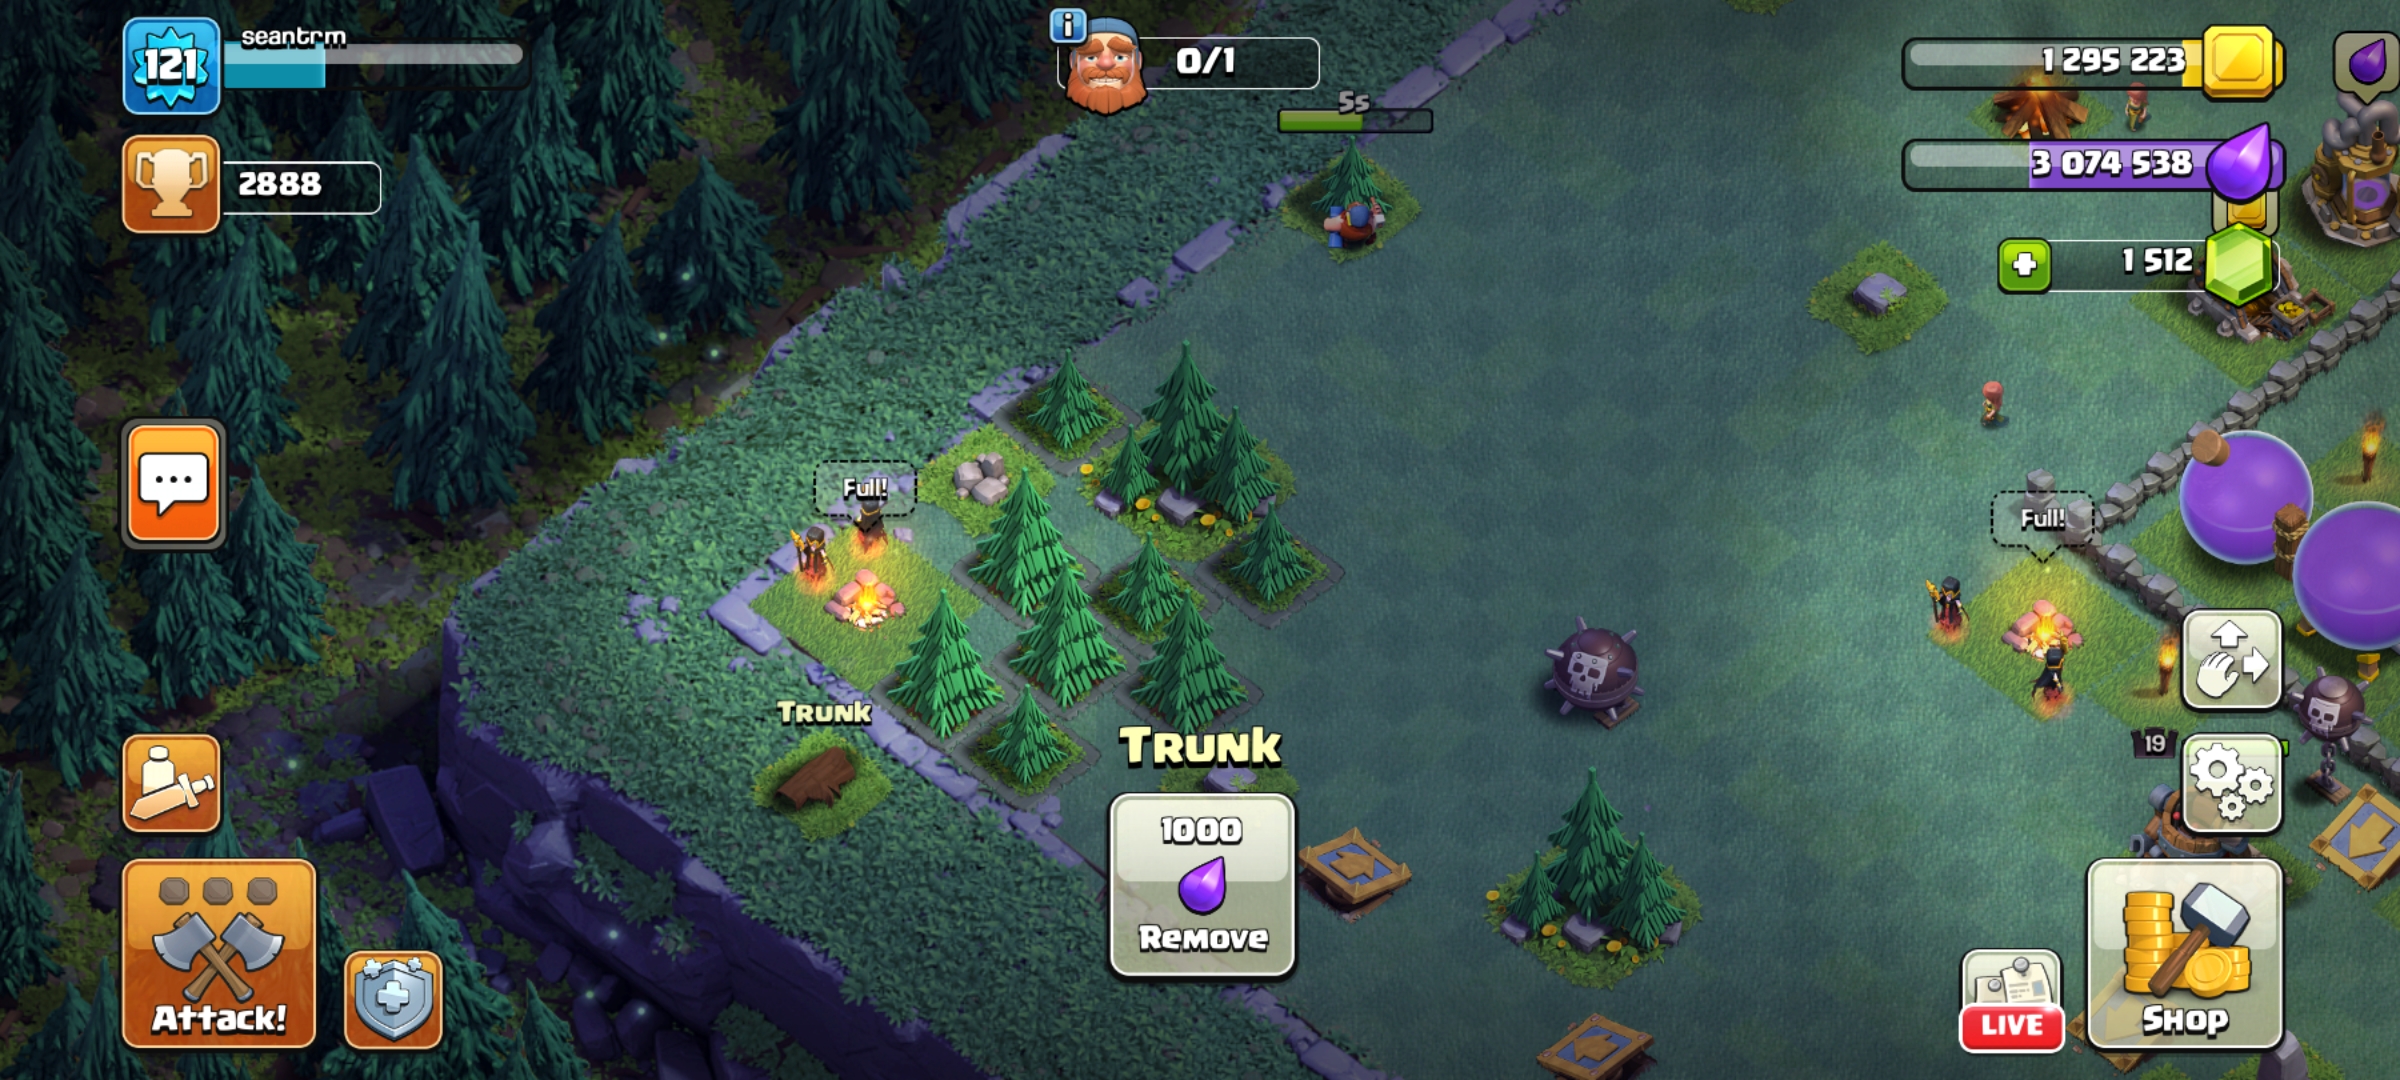 121
seantrm
i
0/1
5s
1 295 223
2888
3 074 538
1 512
Full!
Full!
Trunk
Trunk
19
1000
Remove
Attack!
LIVE
Shop